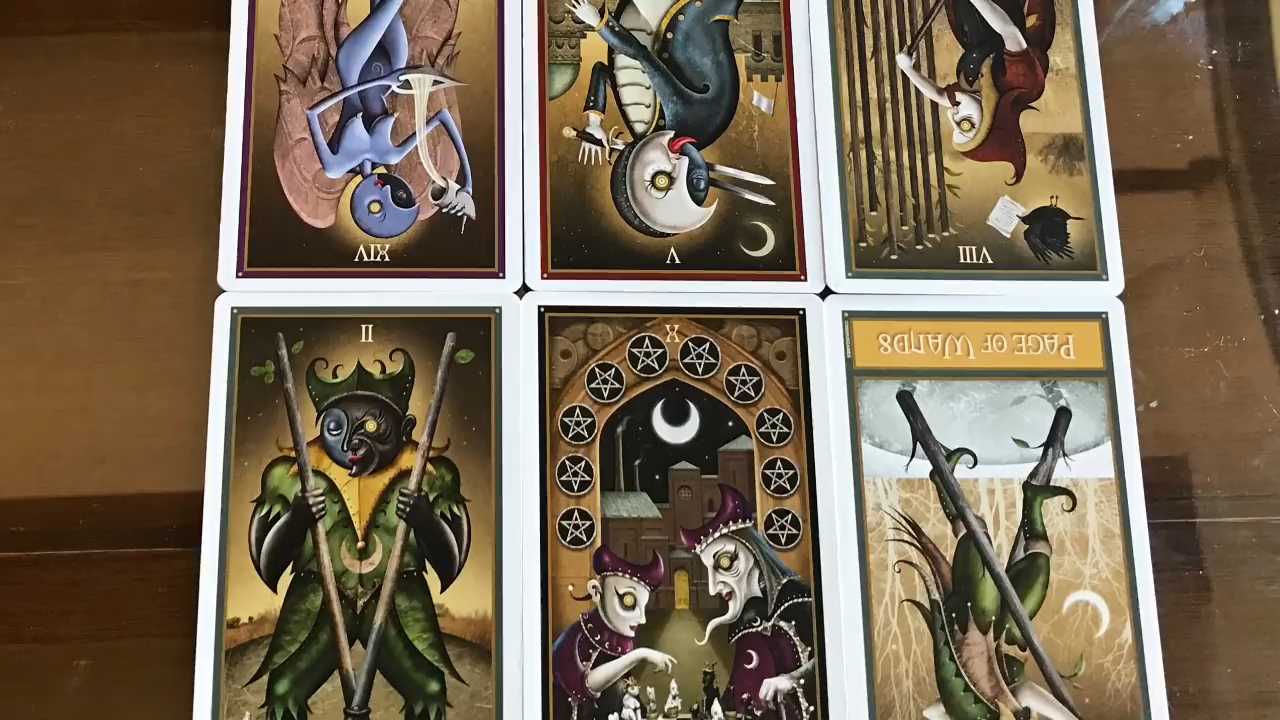 XIV
V
VIII
II
X
PAGE OF WANDS